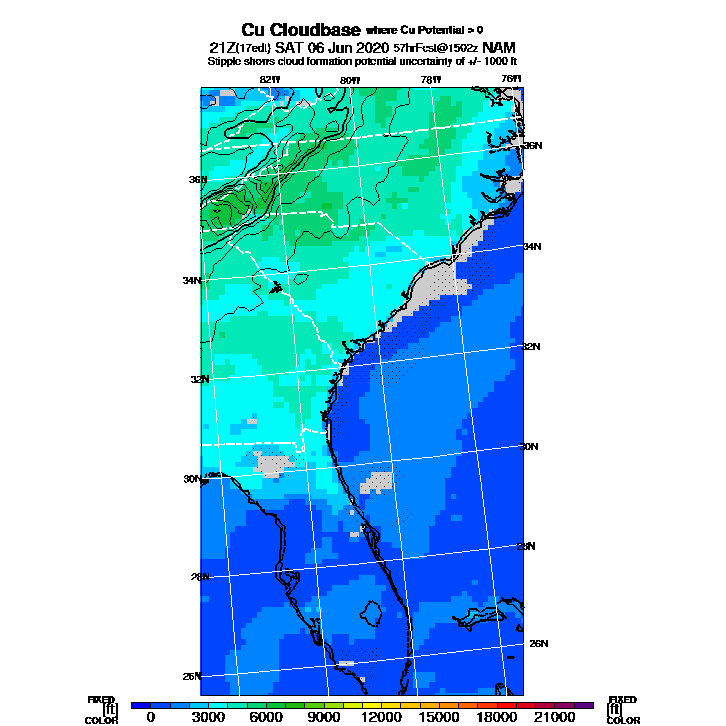 Cu Cloudbase where Cu Potential > 0
21Z(17edt) SAT 06 Jun 2020 57hrFcst@1502z NAM
Stipple shows cloud formation potential uncertainty of +/- 1000 ft
82W 80W 78W 76W
36N
36N
34N
34N
32N
32N
30N
30N
28N
28N
26N
26N
FIXED FIXED
[ft] [ft]
COLOR 0 3000 6000 9000 12000 15000 18000 21000 COLOR